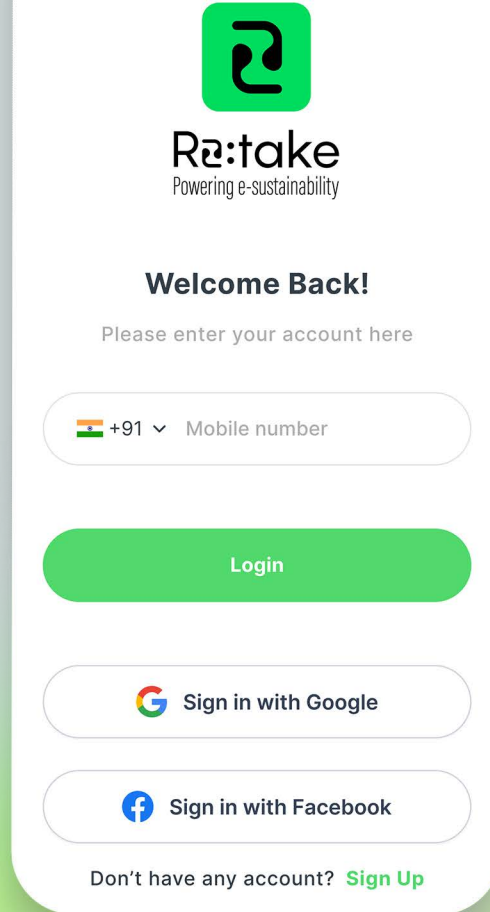 Re:take
Powering e-sustainability
Welcome Back!
Please enter your account here
+91 Mobile number
Login
Sign in with Google
Sign in with Facebook
Don’t have any account? Sign Up